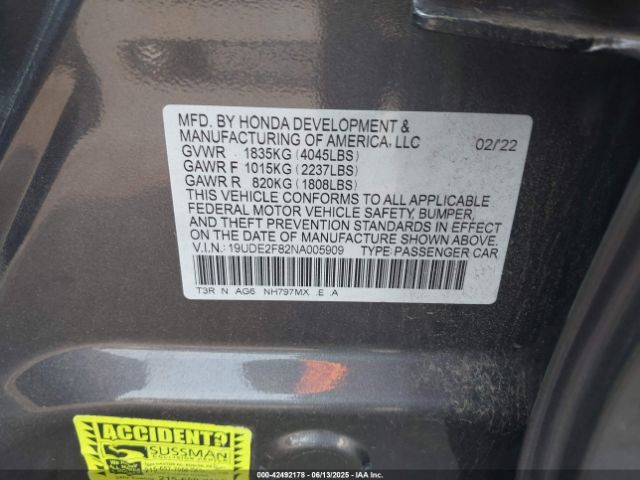 MFD. BY HONDA DEVELOPMENT &
MANUFACTURING OF AMERICA, LLC 02/'22
GVWR 1835KG (4045LBS)
GAWR F 1015KG (2237LBS)
GAWR R 820KG (1808LBS)
THIS VEHICLE CONFORMS TO ALL APPLICABLE
FEDERAL MOTOR VEHICLE SAFETY, BUMPER,
AND THEFT PREVENTION STANDARDS IN EFFECT
ON THE DATE OF MANUFACTURE SHOWN ABOVE.
V.I.N.: 19UDE2F82NA005909 TYPE:PASSENGER CAR
T3R N AG6 NH797MX .E .A
ACCIDENT?
SUSSMAN
000-42492178 - 06/13/2025 - IAAI.COM